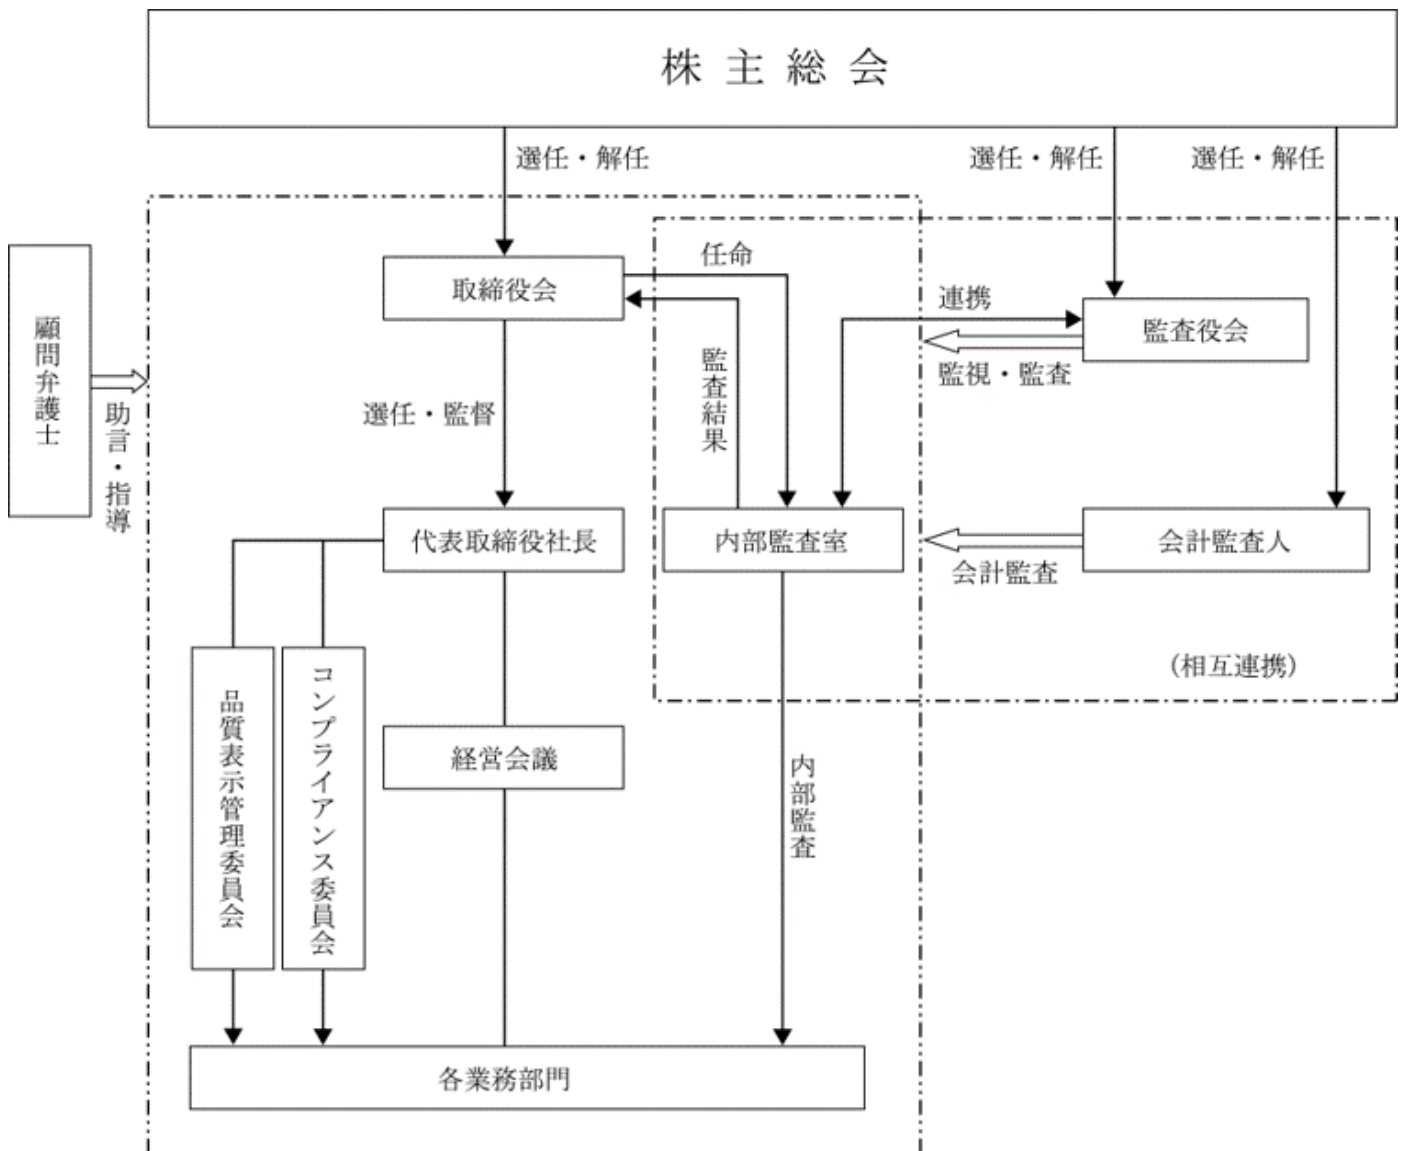 株主総会
選任・解任
選任・解任
選任・解任
取締役会
任命
連携
監査役会
監視・監査
顧問弁護士
助言・指導
選任・監督
監査結果
代表取締役社長
内部監査室
会計監査人
会計監査
(相互連携)
品質表示管理委員会
コンプライアンス委員会
経営会議
内部監査
各業務部門